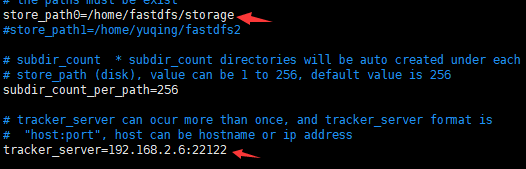 # the paths must be exist
store_path0=/home/fastdfs/storage
#store_path1=/home/yuqing/fastdfs2
# subdir_count  * subdir_count directories will be auto created under each
# store_path (disk), value can be 1 to 256, default value is 256
subdir_count_per_path=256
# tracker_server can ocur more than once, and tracker_server format is
#  "host:port", host can be hostname or ip address
tracker_server=192.168.2.6:22122